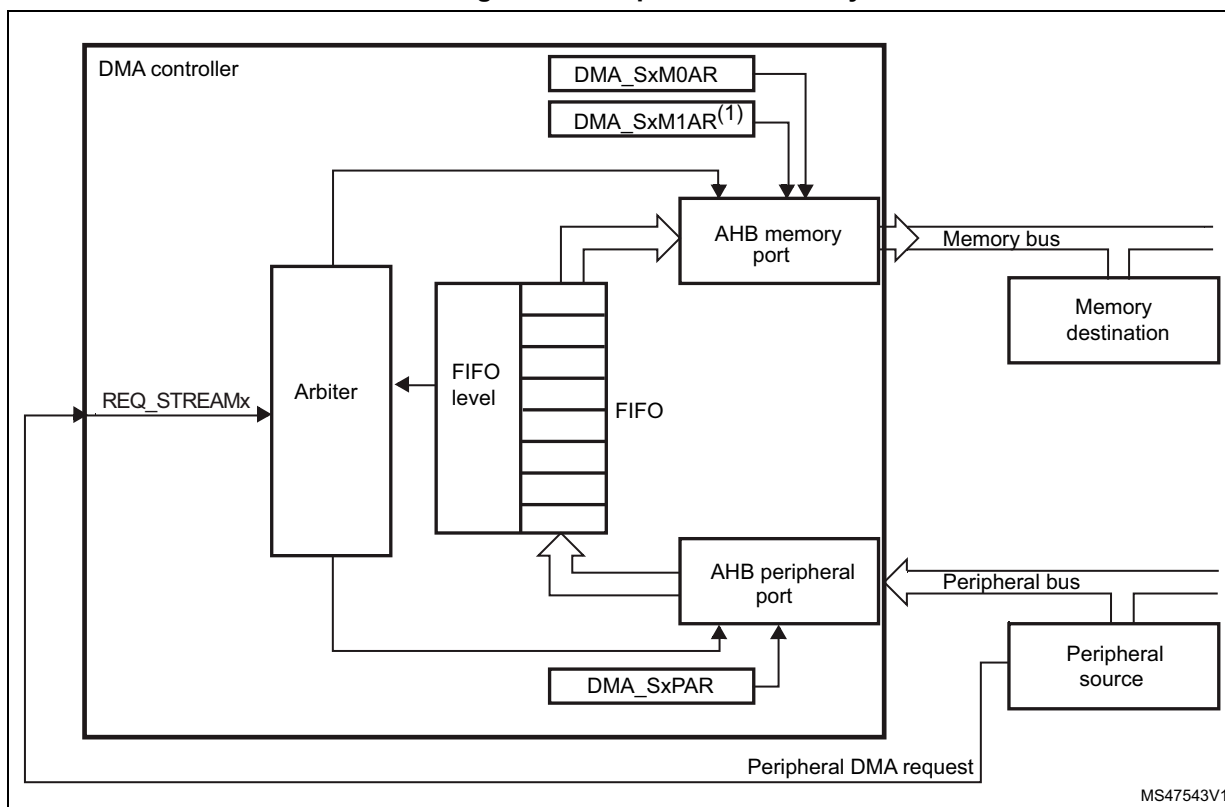 DMA controller
DMA_SxM0AR
DMA_SxM1AR(1)
AHB memory
port
Memory bus
Memory
destination
REQ_STREAMx
Arbiter
FIFO
level
FIFO
AHB peripheral
port
Peripheral bus
Peripheral
source
DMA_SxPAR
Peripheral DMA request
MS47543V1